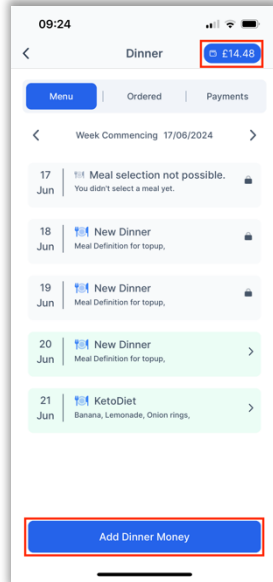 09:24
Dinner
£14.48
Menu
Ordered
Payments
Week Commencing 17/06/2024
17
Jun
Meal selection not possible.
You didn't select a meal yet.
18
Jun
New Dinner
Meal Definition for topup,
19
Jun
New Dinner
Meal Definition for topup,
20
Jun
New Dinner
Meal Definition for topup,
21
Jun
KetoDiet
Banana, Lemonade, Onion rings,
Add Dinner Money